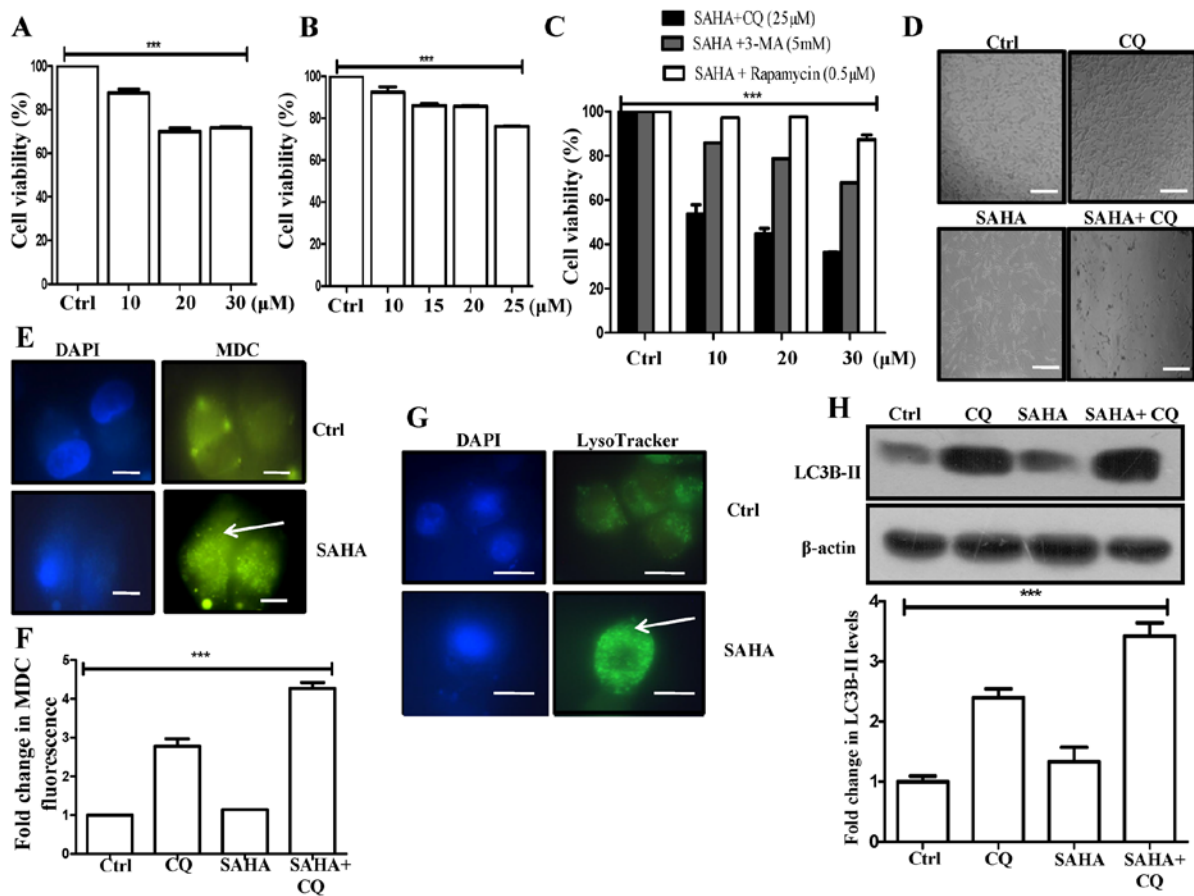 A
***
Cell viability (%)
100
80
60
40
20
0
Ctrl 10 20 30 (µM)
B
***
Cell viability (%)
100
80
60
40
20
0
Ctrl 10 15 20 25 (µM)
C
SAHA+CQ (25µM)
SAHA +3-MA (5mM)
SAHA + Rapamycin (0.5µM)
***
Cell viability (%)
100
80
60
40
20
0
Ctrl 10 20 30 (µM)
D
Ctrl CQ
SAHA SAHA+ CQ
E
DAPI MDC
Ctrl
SAHA
F
***
Fold change in MDC
fluorescence
5
4
3
2
1
0
Ctrl CQ SAHA SAHA+
CQ
G
DAPI LysoTracker
Ctrl
SAHA
H
Ctrl CQ SAHA SAHA+ CQ
LC3B-II
β-actin
***
Fold change in LC3B-II levels
4
3
2
1
0
Ctrl CQ SAHA SAHA+
CQ